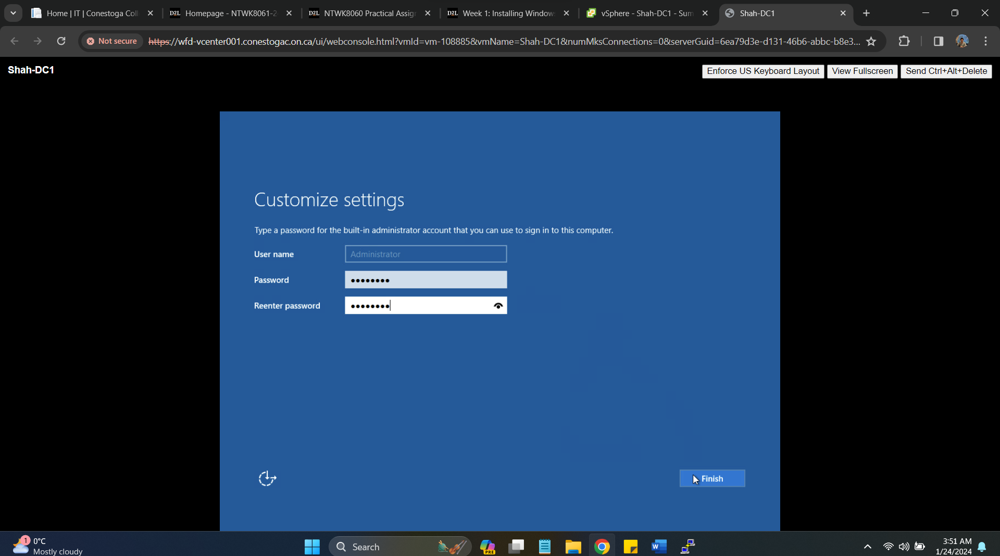 Home | IT | Conestoga Coll
Homepage - NTWK8061-2
NTWK8060 Practical Assig
Week 1: Installing Window
vSphere - Shah-DC1 - Sum
Shah-DC1
Not secure
https://wfd-vcenter001.conestogac.on.ca/ui/webconsole.html?vmId=vm-108885&vmName=Shah-DC1&numMksConnections=0&serverGuid=6ea79d3e-d131-46b6-abbc-b8e3...
Shah-DC1
Enforce US Keyboard Layout
View Fullscreen
Send Ctrl+Alt+Delete
Customize settings
Type a password for the built-in administrator account that you can use to sign in to this computer.
User name
Administrator
Password
••••••••
Reenter password
••••••••
Finish
1
0°C
Mostly cloudy
Search
PRE
W
3:51 AM
1/24/2024